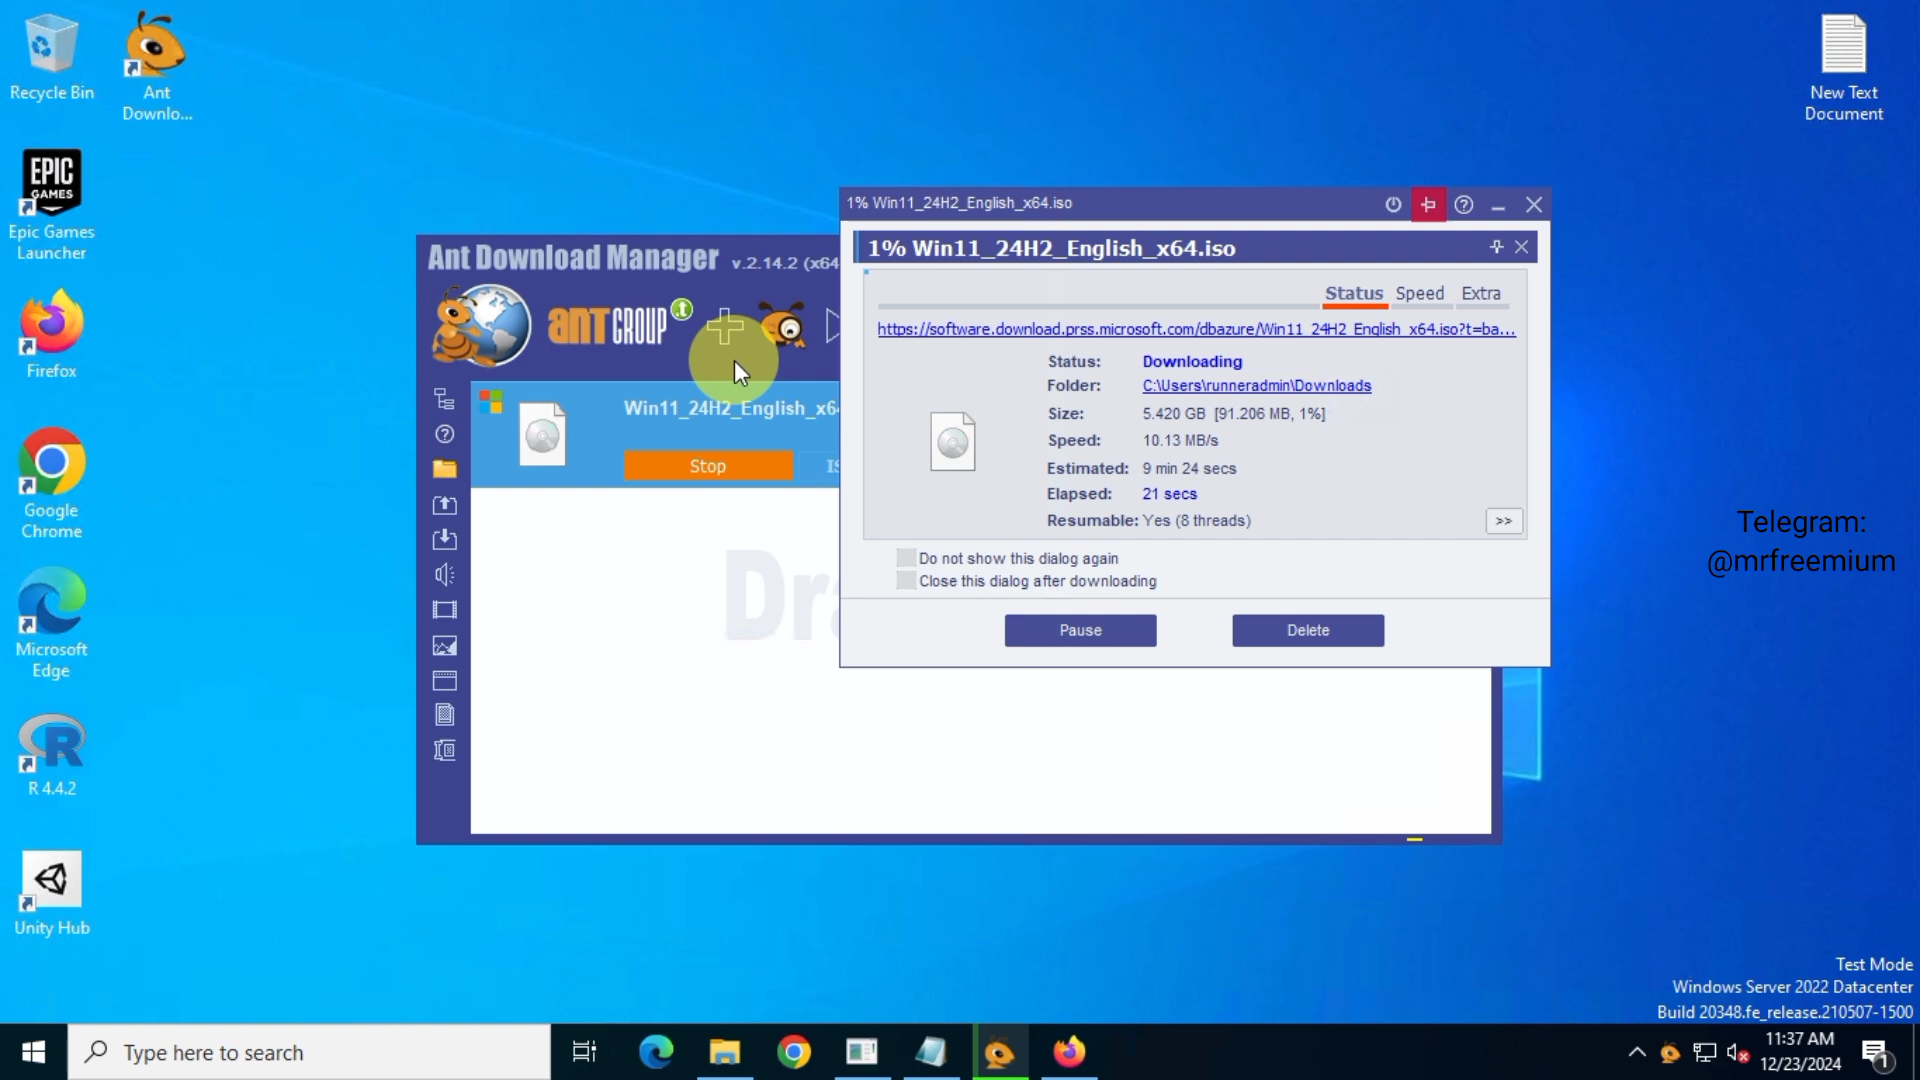 Recycle Bin
Ant
Downlo...
EPIC
GAMES
Epic Games
Launcher
Firefox
Google
Chrome
Microsoft
Edge
R 4.4.2
Unity Hub
New Text
Document
Ant Download Manager v.2.14.2 (x64
ANT GROUP
Win11_24H2_English_x64
Stop
IS
Dra
1% Win11_24H2_English_x64.iso
1% Win11_24H2_English_x64.iso
Status Speed Extra
https://software.download.prss.microsoft.com/dbazure/Win11_24H2_English_x64.iso?t=ba...
Status: Downloading
Folder: C:\Users\runneradmin\Downloads
Size: 5.420 GB [91.206 MB, 1%]
Speed: 10.13 MB/s
Estimated: 9 min 24 secs
Elapsed: 21 secs
Resumable: Yes (8 threads)
>>
Do not show this dialog again
Close this dialog after downloading
Pause Delete
Telegram:
@mrfreemium
Test Mode
Windows Server 2022 Datacenter
Build 20348.fe_release.210507-1500
Type here to search
11:37 AM
12/23/2024
1